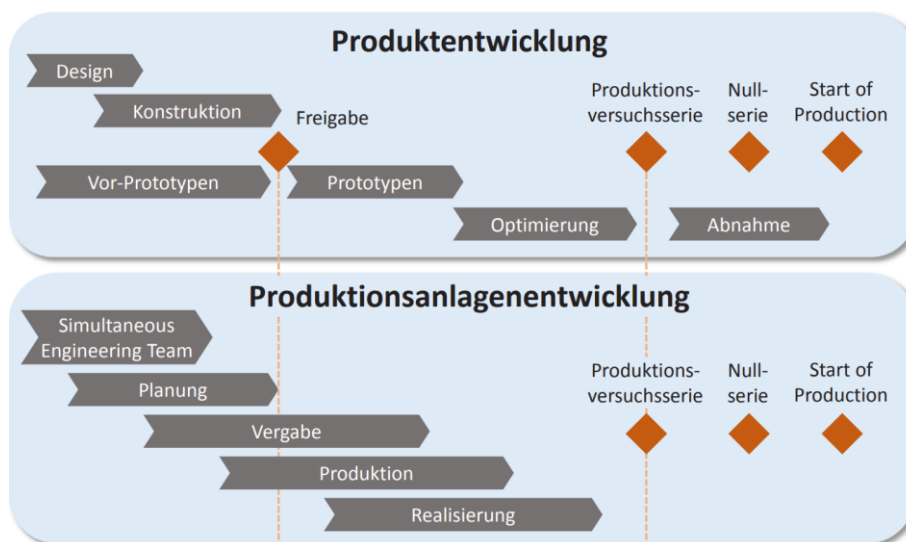 Produktentwicklung
Design
Konstruktion
Freigabe
Produktions-
versuchsserie
Null-
serie
Start of
Production
Vor-Prototypen
Prototypen
Optimierung
Abnahme
Produktionsanlagenentwicklung
Simultaneous
Engineering Team
Planung
Vergabe
Produktion
Realisierung
Produktions-
versuchsserie
Null-
serie
Start of
Production